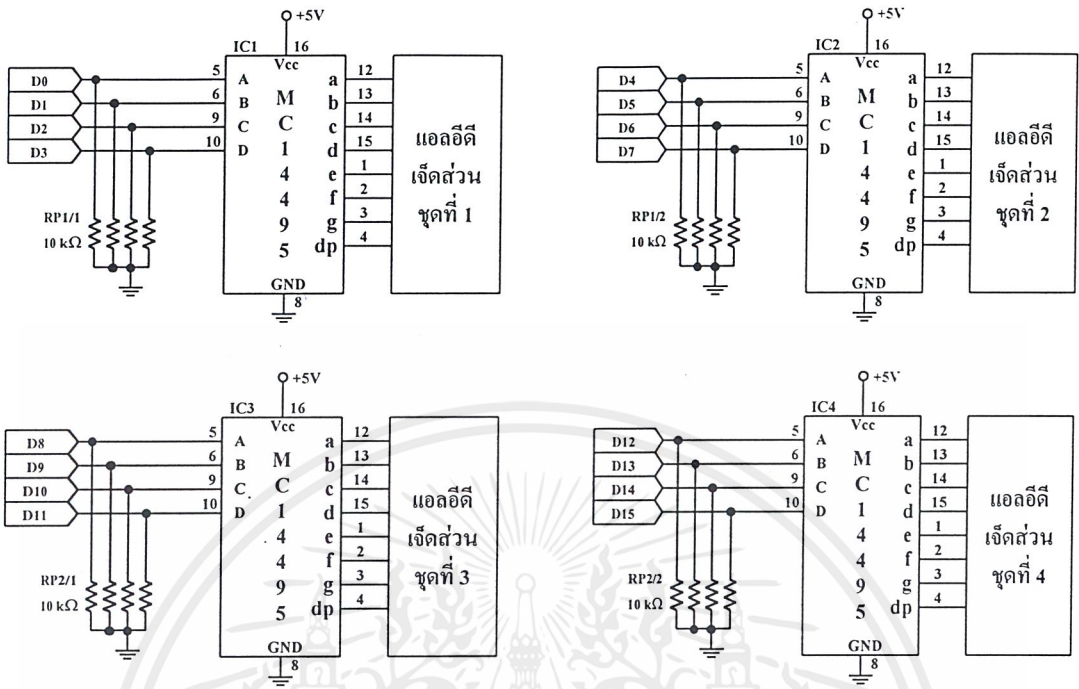 +5V
IC1 16
Vcc
D0 5 A a 12
D1 6 B M b 13
D2 9 C C c 14
D3 10 D 1 d 15
4 e 1
4 f 2
9 g 3
5 dp 4
RP1/1
10 kΩ
GND
8
แอลอีดี
เจ็ดส่วน
ชุดที่ 1
+5V
IC2 16
Vcc
D4 5 A a 12
D5 6 B M b 13
D6 9 C C c 14
D7 10 D 1 d 15
4 e 1
4 f 2
9 g 3
5 dp 4
RP1/2
10 kΩ
GND
8
แอลอีดี
เจ็ดส่วน
ชุดที่ 2
+5V
IC3 16
Vcc
D8 5 A a 12
D9 6 B M b 13
D10 9 C C c 14
D11 10 D 1 d 15
4 e 1
4 f 2
9 g 3
5 dp 4
RP2/1
10 kΩ
GND
8
แอลอีดี
เจ็ดส่วน
ชุดที่ 3
+5V
IC4 16
Vcc
D12 5 A a 12
D13 6 B M b 13
D14 9 C C c 14
D15 10 D 1 d 15
4 e 1
4 f 2
9 g 3
5 dp 4
RP2/2
10 kΩ
GND
8
แอลอีดี
เจ็ดส่วน
ชุดที่ 4